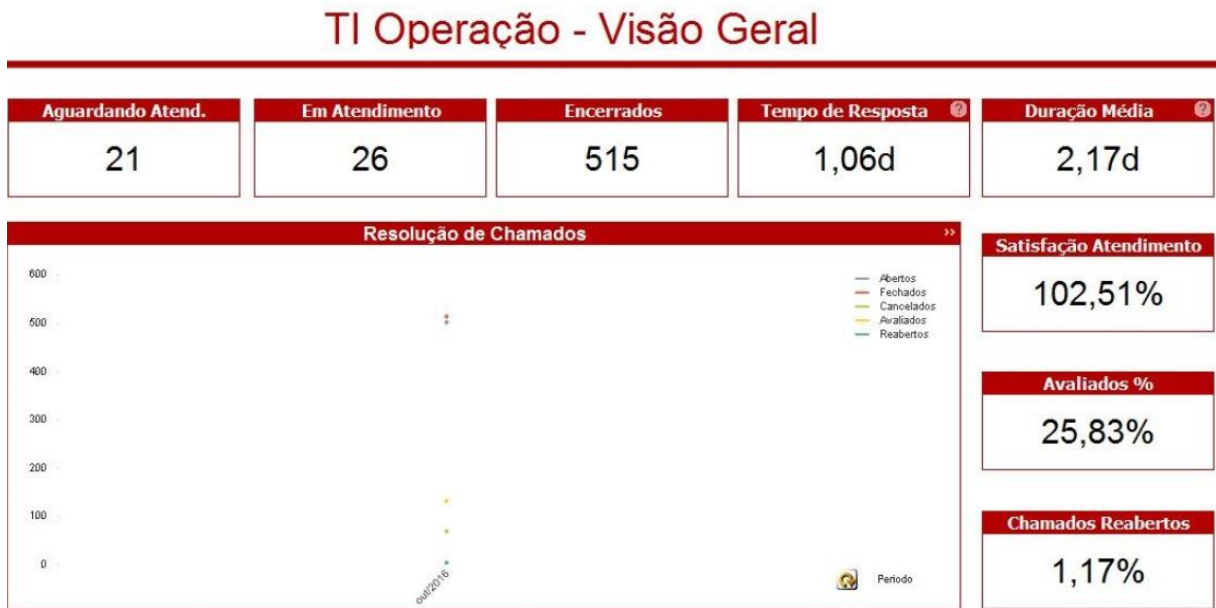 TI Operação - Visão Geral
Aguardando Atend.
21
Em Atendimento
26
Encerrados
515
Tempo de Resposta ?
1,06d
Duração Média ?
2,17d
Resolução de Chamados »
600
500
400
300
200
100
0
out/2016
Abertos
Fechados
Cancelados
Avaliados
Reabertos
Periodo
Satisfação Atendimento
102,51%
Avaliados %
25,83%
Chamados Reabertos
1,17%